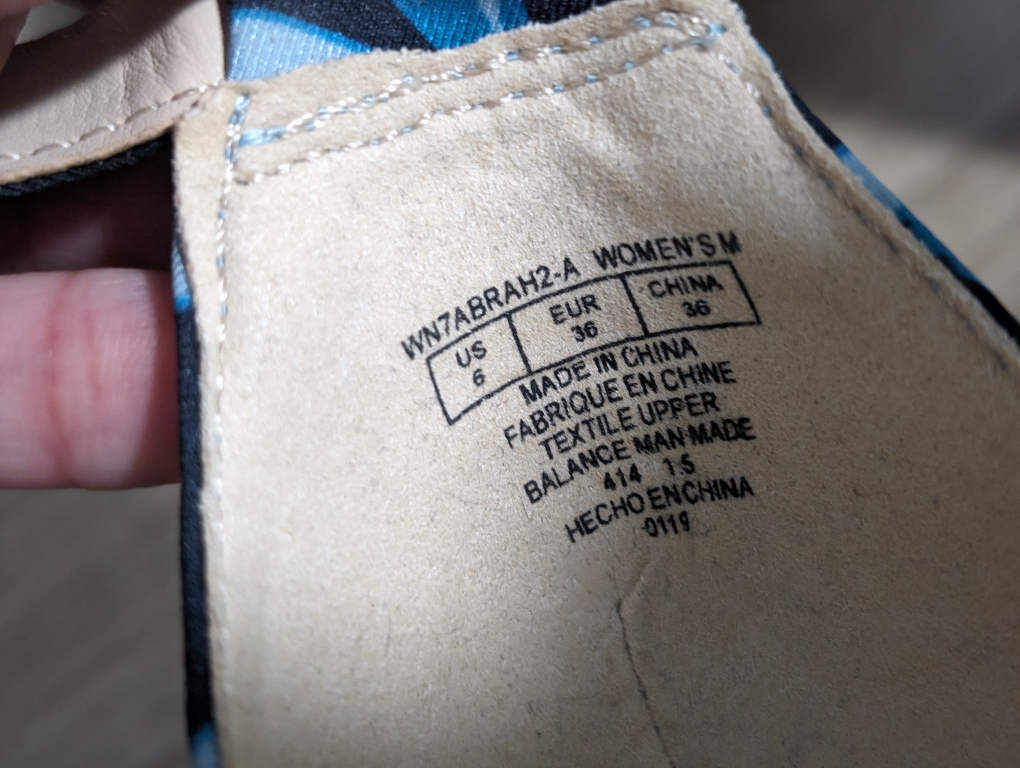 WN7ABRAH2-A WOMEN'S M
US EUR CHINA
6 36 36
MADE IN CHINA
FABRIQUE EN CHINE
TEXTILE UPPER
BALANCE MAN-MADE
414 1.5
HECHO EN CHINA
0119